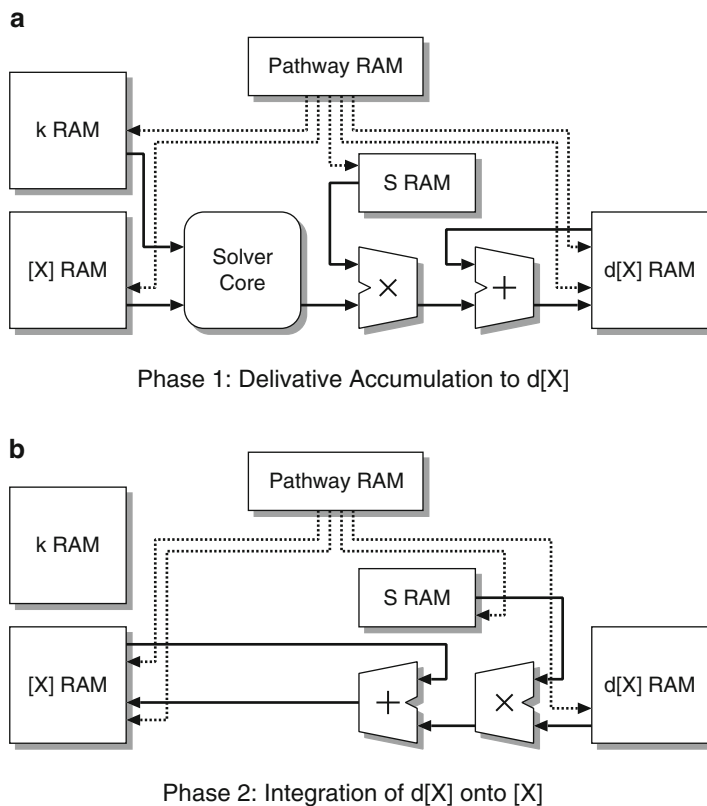 a
Pathway RAM
k RAM
S RAM
[X] RAM
Solver
Core
×
+
d[X] RAM
Phase 1: Delivative Accumulation to d[X]
b
Pathway RAM
k RAM
S RAM
[X] RAM
+
×
d[X] RAM
Phase 2: Integration of d[X] onto [X]